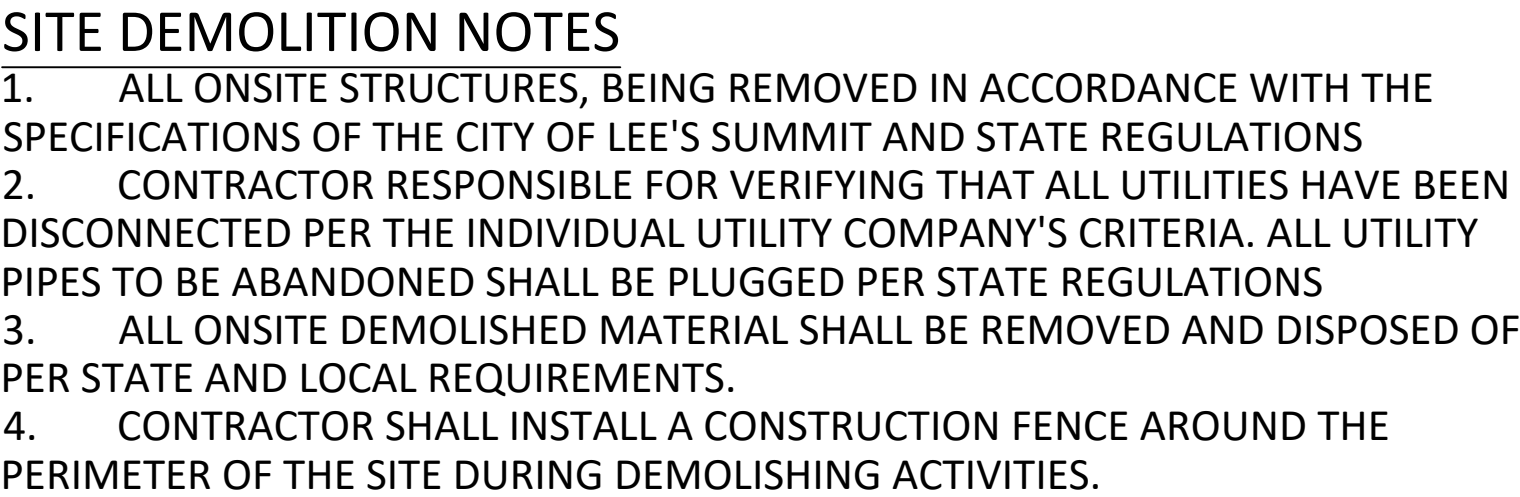 SITE DEMOLITION NOTES
1. ALL ONSITE STRUCTURES, BEING REMOVED IN ACCORDANCE WITH THE
SPECIFICATIONS OF THE CITY OF LEE'S SUMMIT AND STATE REGULATIONS
2. CONTRACTOR RESPONSIBLE FOR VERIFYING THAT ALL UTILITIES HAVE BEEN
DISCONNECTED PER THE INDIVIDUAL UTILITY COMPANY'S CRITERIA. ALL UTILITY
PIPES TO BE ABANDONED SHALL BE PLUGGED PER STATE REGULATIONS
3. ALL ONSITE DEMOLISHED MATERIAL SHALL BE REMOVED AND DISPOSED OF
PER STATE AND LOCAL REQUIREMENTS.
4. CONTRACTOR SHALL INSTALL A CONSTRUCTION FENCE AROUND THE
PERIMETER OF THE SITE DURING DEMOLISHING ACTIVITIES.